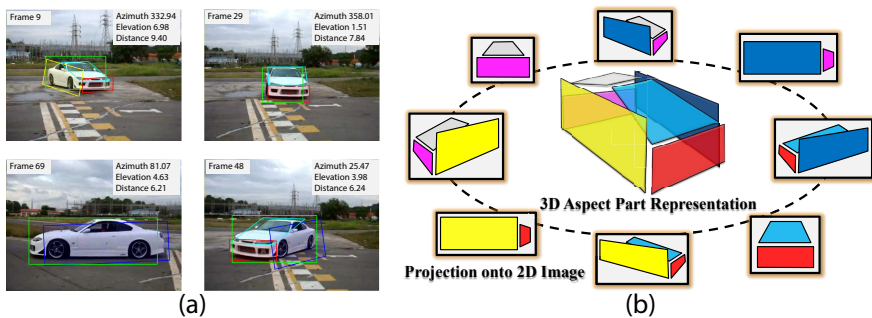 Frame 9
Azimuth 332.94
Elevation 6.98
Distance 9.40
Frame 29
Azimuth 358.01
Elevation 1.51
Distance 7.84
Frame 69
Azimuth 81.07
Elevation 4.63
Distance 6.21
Frame 48
Azimuth 25.47
Elevation 3.98
Distance 6.24
(a)
3D Aspect Part Representation
Projection onto 2D Image
(b)